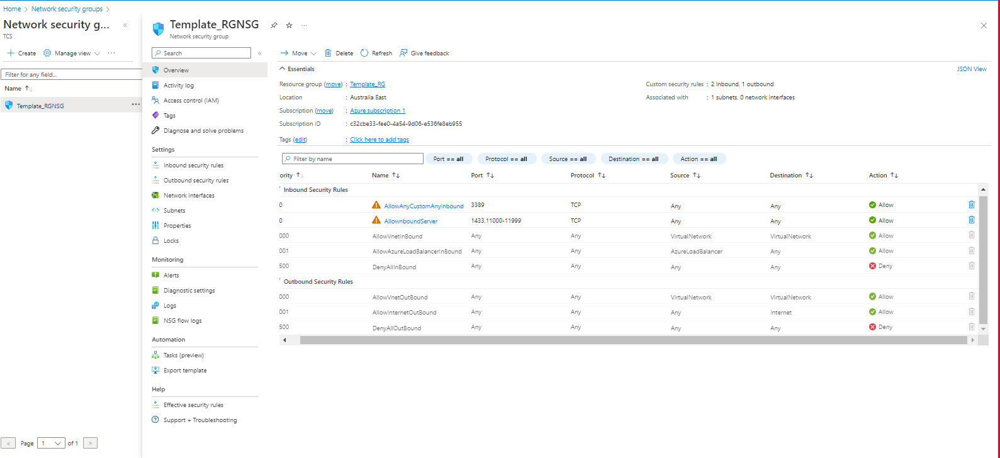 Home > Network security groups >
Network security g... «
TCS
+ Create Manage view ···
Filter for any field...
Name ↑↓
Template_RGNSG ···
< Page 1 of 1 >
Template_RGNSG ···
Network security group
Search «
Overview
Activity log
Access control (IAM)
Tags
Diagnose and solve problems
Settings
Inbound security rules
Outbound security rules
Network interfaces
Subnets
Properties
Locks
Monitoring
Alerts
Diagnostic settings
Logs
NSG flow logs
Automation
Tasks (preview)
Export template
Help
Effective security rules
Support + Troubleshooting
Move Delete Refresh Give feedback
Essentials JSON View
Resource group (move) : Template_RG
Location : Australia East
Subscription (move) : Azure subscription 1
Subscription ID : c32cbe33-fee0-4a54-9d06-e536fe8eb955
Tags (edit) : Click here to add tags
Custom security rules : 2 inbound, 1 outbound
Associated with : 1 subnets, 0 network interfaces
Filter by name Port == all Protocol == all Source == all Destination == all Action == all
ority ↑↓ Name ↑↓ Port ↑↓ Protocol ↑↓ Source ↑↓ Destination ↑↓ Action ↑↓
Inbound Security Rules
0 AllowAnyCustomAnyInbound 3389 TCP Any Any Allow
0 AllownboundServer 1433,11000-11999 TCP Any Any Allow
000 AllowVnetInBound Any Any VirtualNetwork VirtualNetwork Allow
001 AllowAzureLoadBalancerInBound Any Any AzureLoadBalancer Any Allow
500 DenyAllInBound Any Any Any Any Deny
Outbound Security Rules
000 AllowVnetOutBound Any Any VirtualNetwork VirtualNetwork Allow
001 AllowInternetOutBound Any Any Any Internet Allow
500 DenyAllOutBound Any Any Any Any Deny